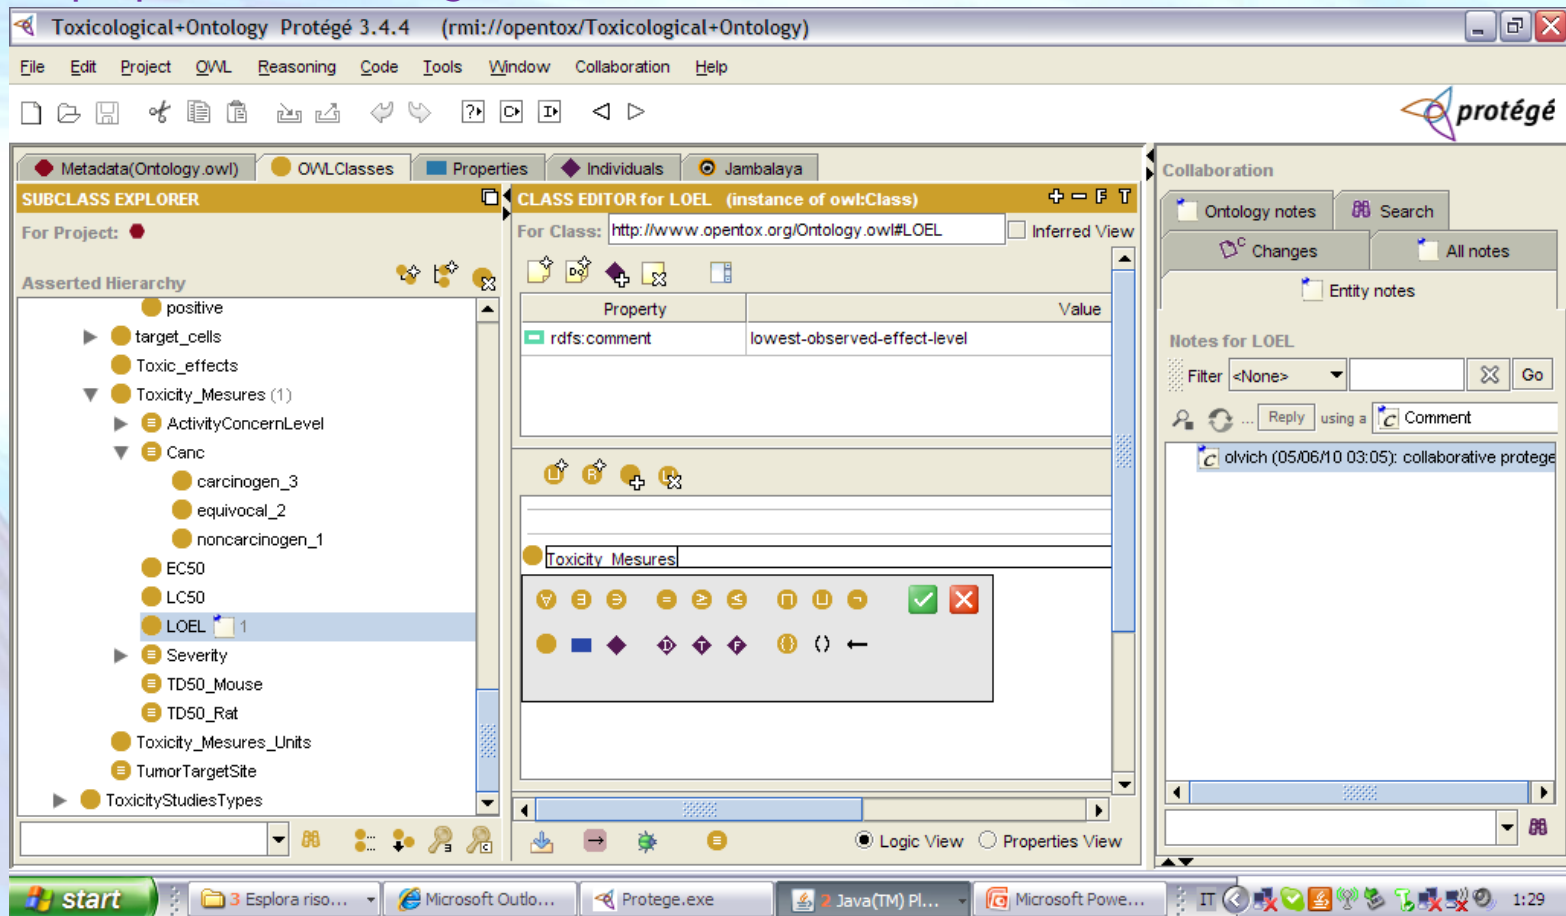 Toxicological+Ontology Protégé 3.4.4 (rmi://opentox/Toxicological+Ontology)
File Edit Project OWL Reasoning Code Tools Window Collaboration Help
protégé
Metadata(Ontology.owl) OWLClasses Properties Individuals Jambalaya
SUBCLASS EXPLORER
For Project:
Asserted Hierarchy
positive
target_cells
Toxic_effects
Toxicity_Mesures (1)
ActivityConcernLevel
Canc
carcinogen_3
equivocal_2
noncarcinogen_1
EC50
LC50
LOEL 1
Severity
TD50_Mouse
TD50_Rat
Toxicity_Mesures_Units
TumorTargetSite
ToxicityStudiesTypes
CLASS EDITOR for LOEL (instance of owl:Class)
For Class: http://www.opentox.org/Ontology.owl#LOEL Inferred View
Property Value
rdfs:comment lowest-observed-effect-level
Toxicity_Mesures
Logic View Properties View
Collaboration
Ontology notes Search
Changes All notes
Entity notes
Notes for LOEL
Filter <None> Go
... Reply using a Comment
olvich (05/06/10 03:05): collaborative protege
start 3 Esplora riso... Microsoft Outlo... Protege.exe 2 Java(TM) Pl... Microsoft Powe... IT 1:29